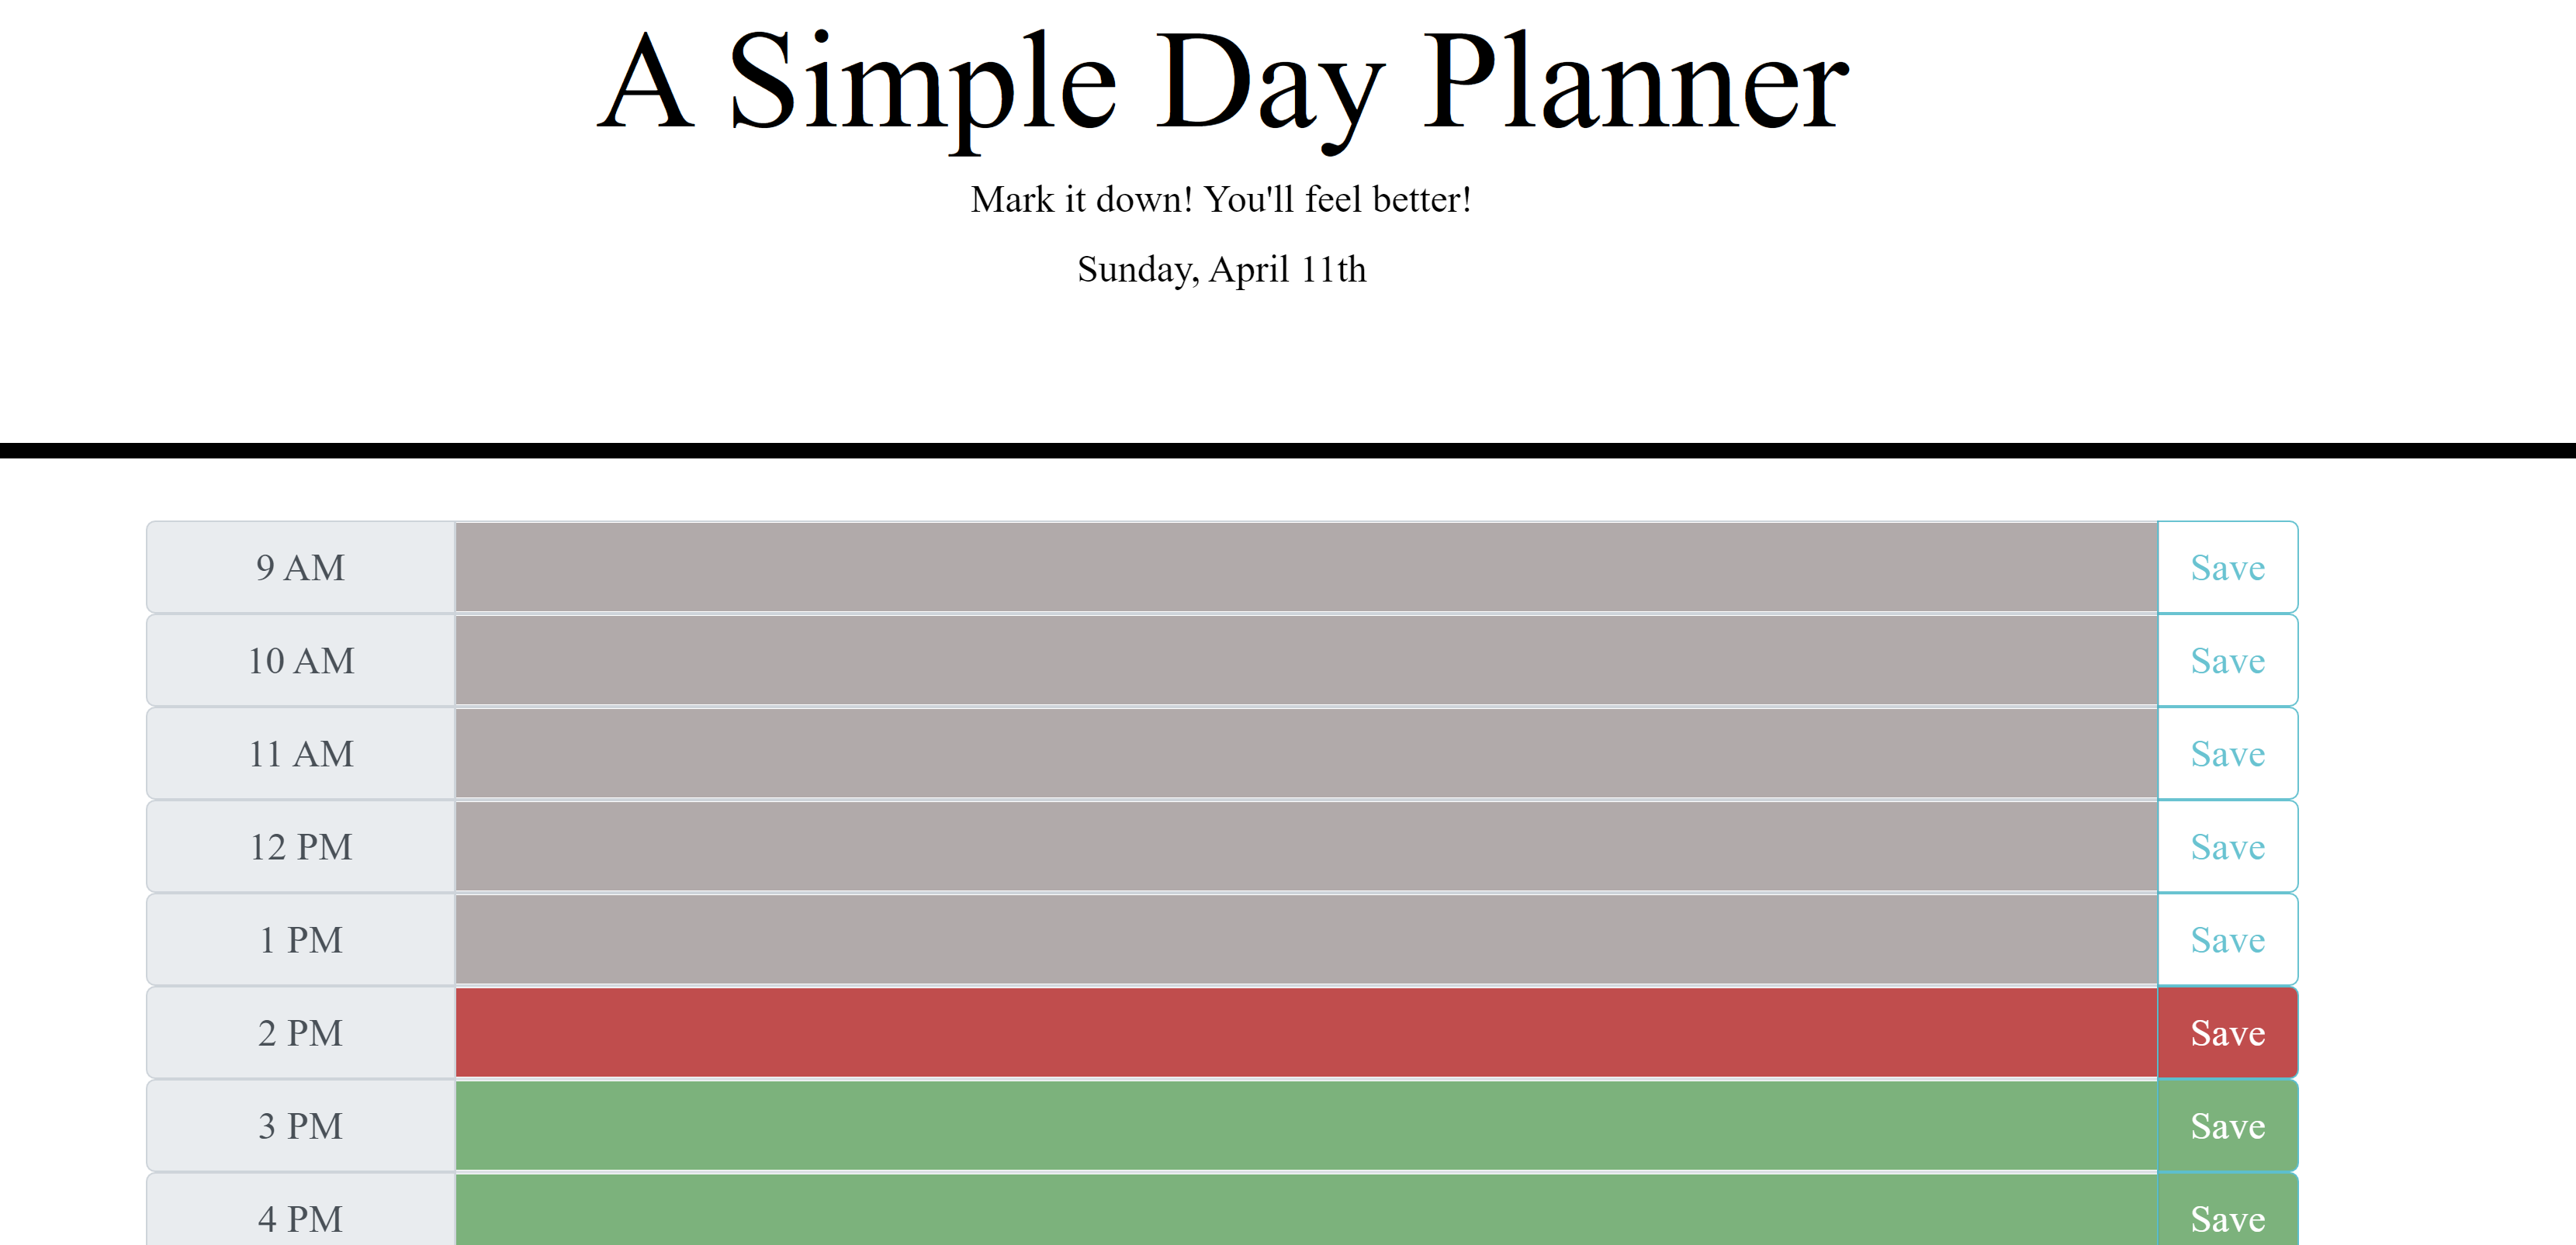 A Simple Day Planner
Mark it down! You'll feel better!
Sunday, April 11th
9 AM Save
10 AM Save
11 AM Save
12 PM Save
1 PM Save
2 PM Save
3 PM Save
4 PM Save